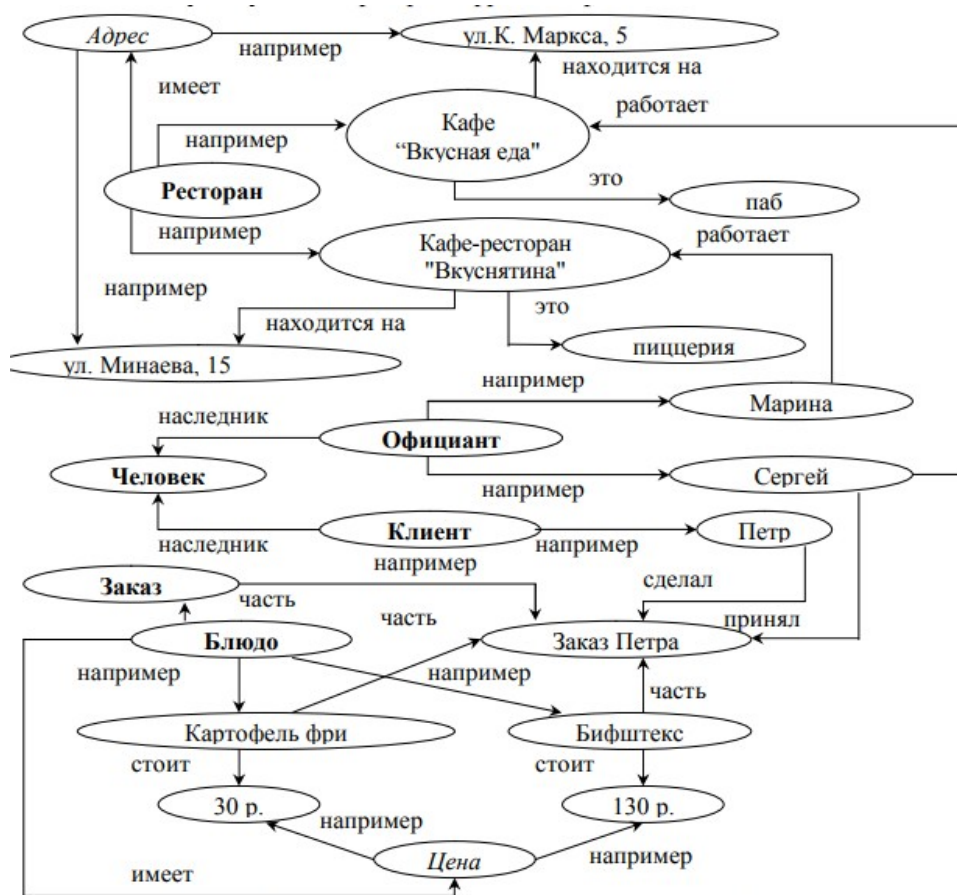 Адрес
например
ул.К. Маркса, 5
находится на
имеет
работает
например
Кафе
“Вкусная еда"
Ресторан
это
паб
например
Кафе-ресторан
"Вкуснятина"
работает
например
находится на
это
ул. Минаева, 15
пиццерия
например
Марина
наследник
Официант
Человек
например
Сергей
наследник
Клиент
например
Петр
например
Заказ
часть
сделал
часть
принял
Блюдо
Заказ Петра
например
например
часть
Картофель фри
Бифштекс
стоит
стоит
30 р.
130 р.
например
Цена
например
имеет